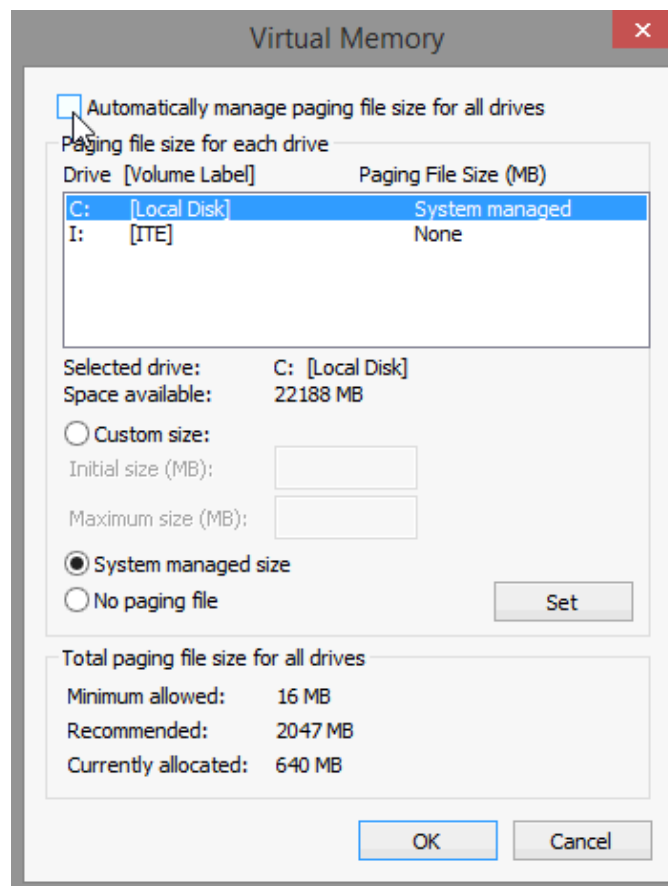 Virtual Memory
Automatically manage paging file size for all drives
Paging file size for each drive
Drive [Volume Label] Paging File Size (MB)
C: [Local Disk] System managed
I: [ITE] None
Selected drive: C: [Local Disk]
Space available: 22188 MB
Custom size:
Initial size (MB):
Maximum size (MB):
System managed size
No paging file Set
Total paging file size for all drives
Minimum allowed: 16 MB
Recommended: 2047 MB
Currently allocated: 640 MB
OK Cancel